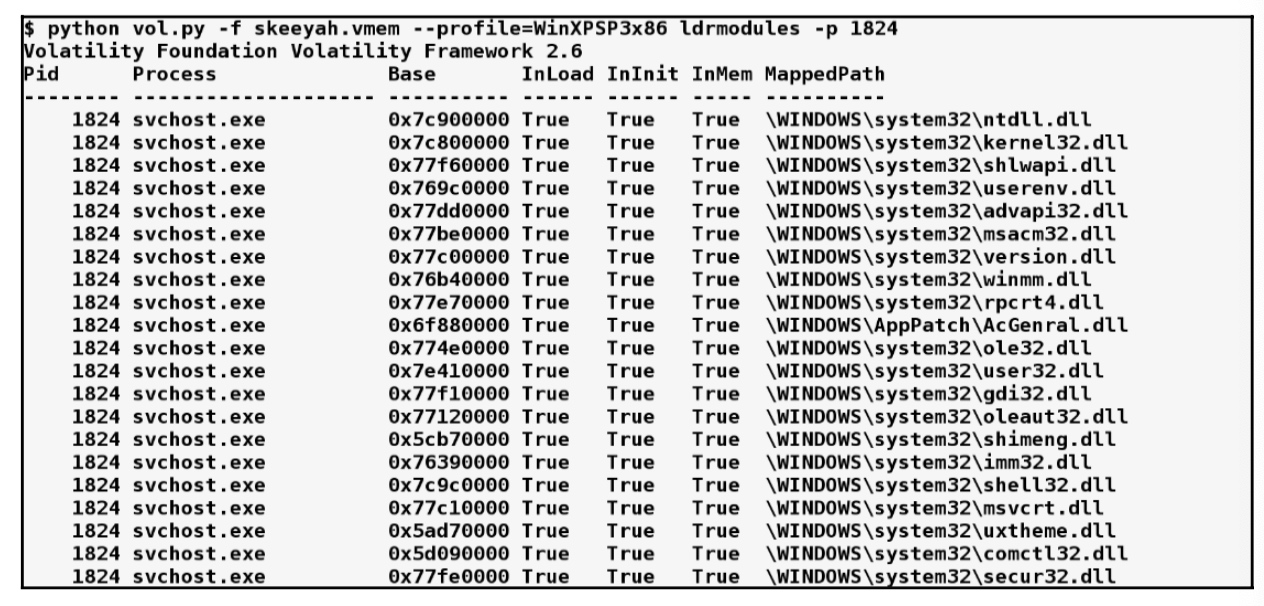 $ python vol.py -f skeeyah.vmem --profile=WinXPSP3x86 ldrmodules -p 1824
Volatility Foundation Volatility Framework 2.6
Pid      Process              Base       InLoad InInit InMem MappedPath
-------- -------------------- ---------- ------ ------ ----- ----------
    1824 svchost.exe          0x7c900000 True   True   True  \WINDOWS\system32\ntdll.dll
    1824 svchost.exe          0x7c800000 True   True   True  \WINDOWS\system32\kernel32.dll
    1824 svchost.exe          0x77f60000 True   True   True  \WINDOWS\system32\shlwapi.dll
    1824 svchost.exe          0x769c0000 True   True   True  \WINDOWS\system32\userenv.dll
    1824 svchost.exe          0x77dd0000 True   True   True  \WINDOWS\system32\advapi32.dll
    1824 svchost.exe          0x77be0000 True   True   True  \WINDOWS\system32\msacm32.dll
    1824 svchost.exe          0x77c00000 True   True   True  \WINDOWS\system32\version.dll
    1824 svchost.exe          0x76b40000 True   True   True  \WINDOWS\system32\winmm.dll
    1824 svchost.exe          0x77e70000 True   True   True  \WINDOWS\system32\rpcrt4.dll
    1824 svchost.exe          0x6f880000 True   True   True  \WINDOWS\AppPatch\AcGenral.dll
    1824 svchost.exe          0x774e0000 True   True   True  \WINDOWS\system32\ole32.dll
    1824 svchost.exe          0x7e410000 True   True   True  \WINDOWS\system32\user32.dll
    1824 svchost.exe          0x77f10000 True   True   True  \WINDOWS\system32\gdi32.dll
    1824 svchost.exe          0x77120000 True   True   True  \WINDOWS\system32\oleaut32.dll
    1824 svchost.exe          0x5cb70000 True   True   True  \WINDOWS\system32\shimeng.dll
    1824 svchost.exe          0x76390000 True   True   True  \WINDOWS\system32\imm32.dll
    1824 svchost.exe          0x7c9c0000 True   True   True  \WINDOWS\system32\shell32.dll
    1824 svchost.exe          0x77c10000 True   True   True  \WINDOWS\system32\msvcrt.dll
    1824 svchost.exe          0x5ad70000 True   True   True  \WINDOWS\system32\uxtheme.dll
    1824 svchost.exe          0x5d090000 True   True   True  \WINDOWS\system32\comctl32.dll
    1824 svchost.exe          0x77fe0000 True   True   True  \WINDOWS\system32\secur32.dll